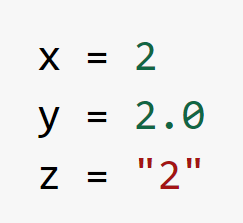 x = 2
y = 2.0
z = "2"